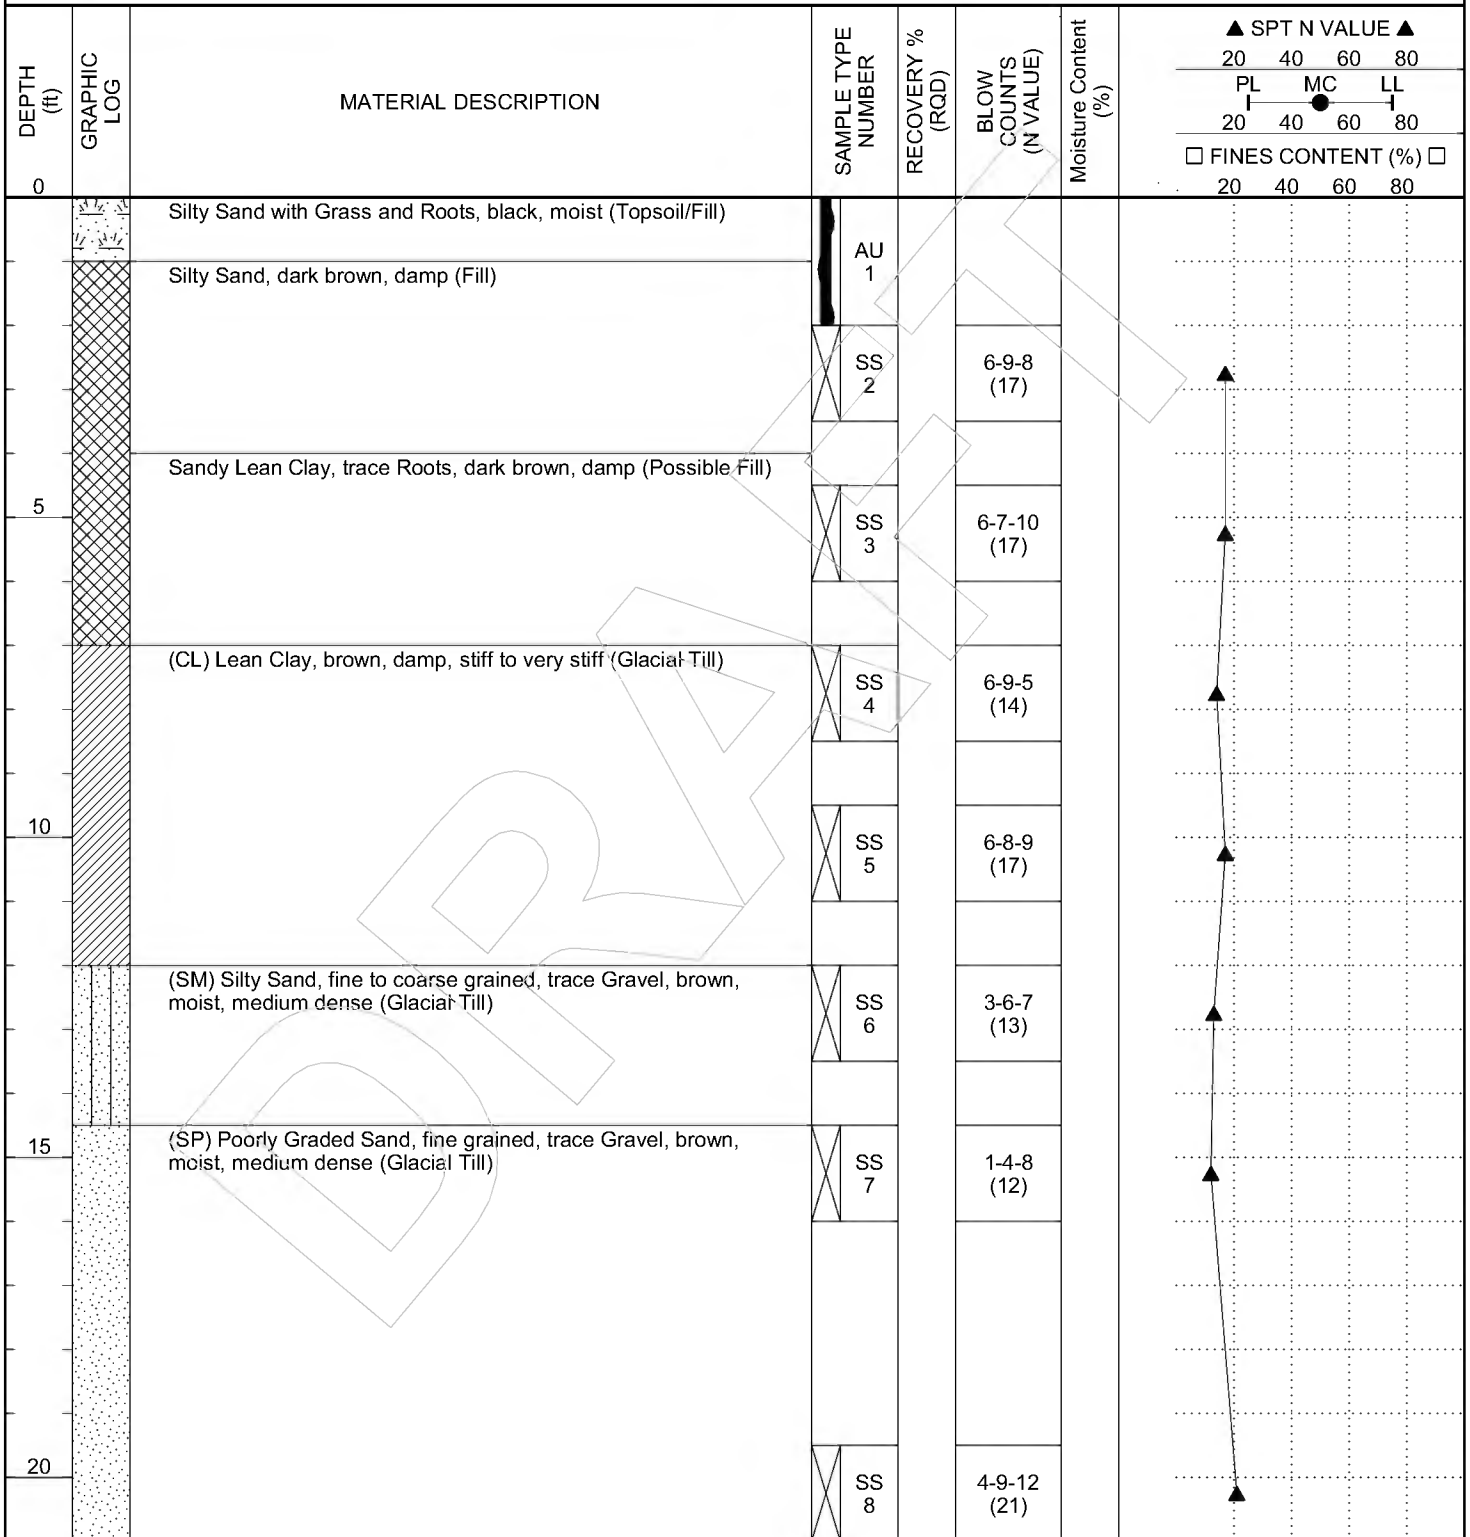 DEPTH
(ft)
GRAPHIC
LOG
MATERIAL DESCRIPTION
SAMPLE TYPE
NUMBER
RECOVERY %
(RQD)
BLOW
COUNTS
(N VALUE)
Moisture Content
(%)
▲ SPT N VALUE ▲
20 40 60 80
PL MC LL
20 40 60 80
□ FINES CONTENT (%) □
20 40 60 80
0
Silty Sand with Grass and Roots, black, moist (Topsoil/Fill)
AU
1
Silty Sand, dark brown, damp (Fill)
SS
2
6-9-8
(17)
Sandy Lean Clay, trace Roots, dark brown, damp (Possible Fill)
5
SS
3
6-7-10
(17)
(CL) Lean Clay, brown, damp, stiff to very stiff (Glacial Till)
SS
4
6-9-5
(14)
10
SS
5
6-8-9
(17)
(SM) Silty Sand, fine to coarse grained, trace Gravel, brown,
moist, medium dense (Glacial Till)
SS
6
3-6-7
(13)
(SP) Poorly Graded Sand, fine grained, trace Gravel, brown,
moist, medium dense (Glacial Till)
15
SS
7
1-4-8
(12)
20
SS
8
4-9-12
(21)
DRAFT